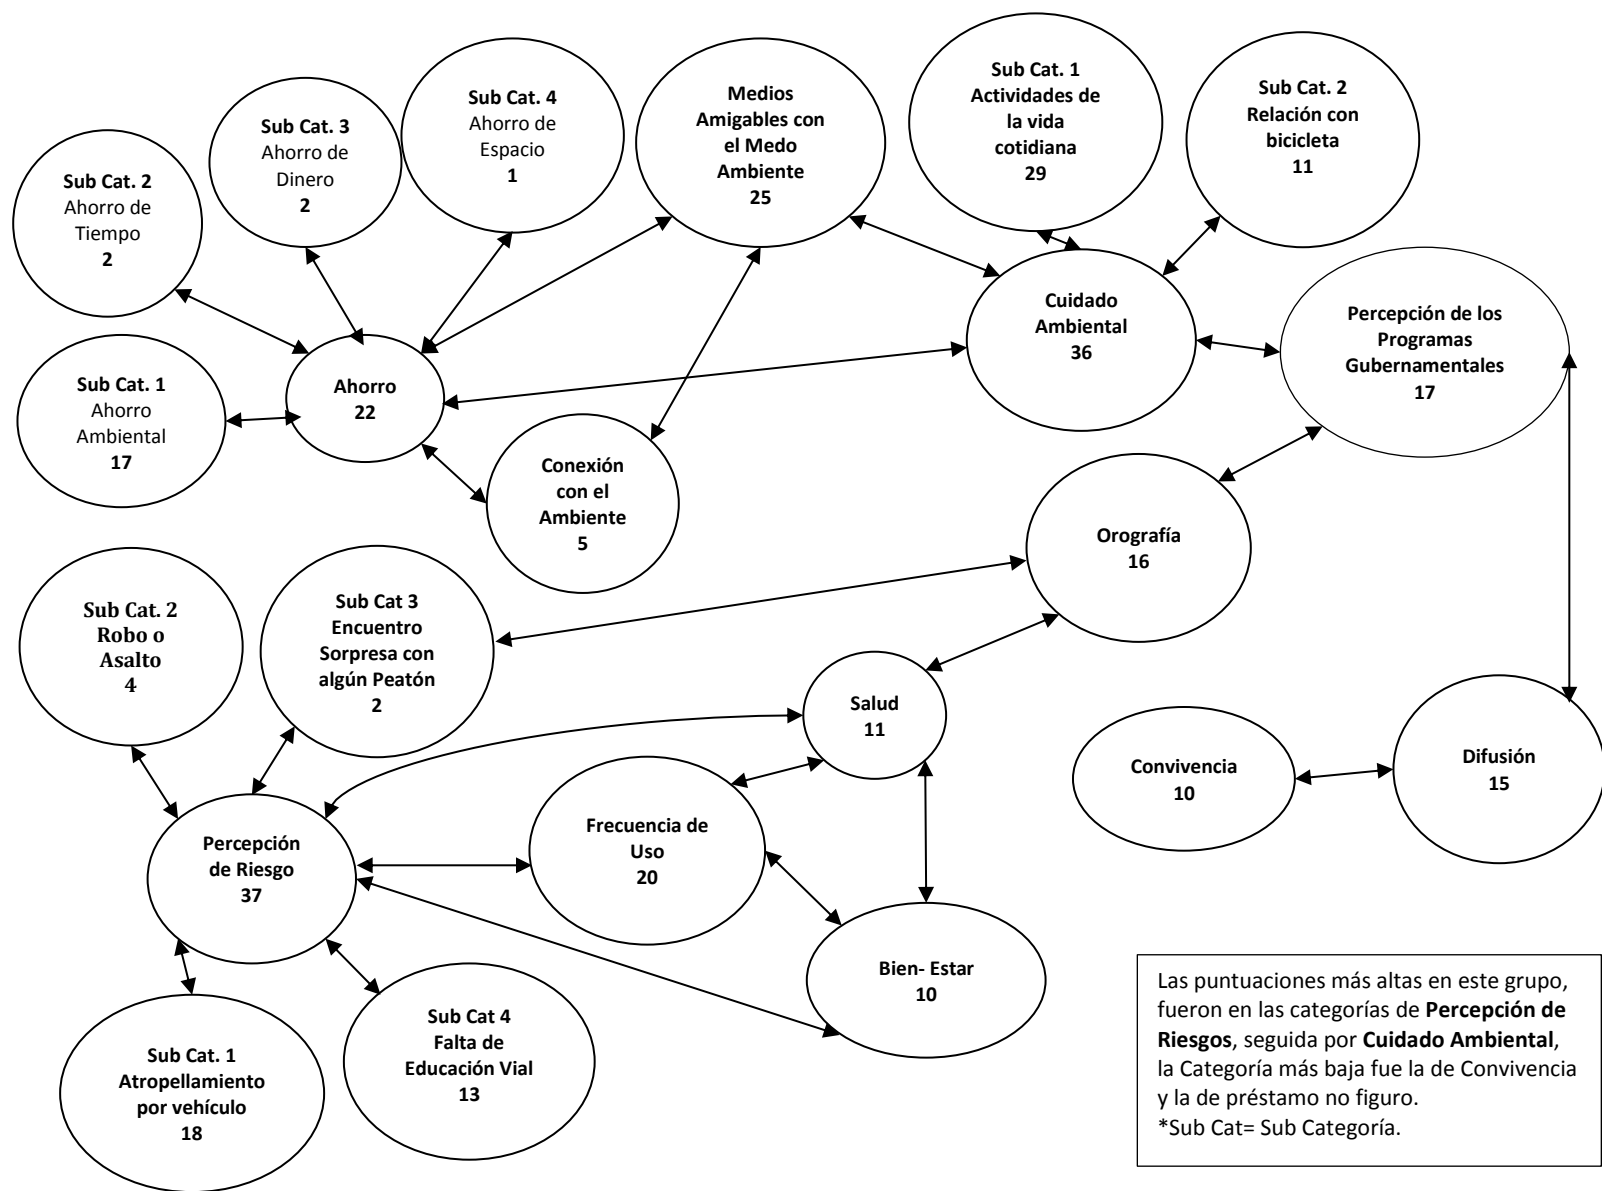 Sub Cat. 2
Ahorro de
Tiempo
2
Sub Cat. 3
Ahorro de
Dinero
2
Sub Cat. 4
Ahorro de
Espacio
1
Medios
Amigables con
el Medo
Ambiente
25
Sub Cat. 1
Actividades de
la vida
cotidiana
29
Sub Cat. 2
Relación con
bicicleta
11
Sub Cat. 1
Ahorro
Ambiental
17
Ahorro
22
Cuidado
Ambiental
36
Percepción de los
Programas
Gubernamentales
17
Conexión
con el
Ambiente
5
Orografía
16
Sub Cat. 2
Robo o
Asalto
4
Sub Cat 3
Encuentro
Sorpresa con
algún Peatón
2
Salud
11
Convivencia
10
Difusión
15
Percepción
de Riesgo
37
Frecuencia de
Uso
20
Bien- Estar
10
Sub Cat. 1
Atropellamiento
por vehículo
18
Sub Cat 4
Falta de
Educación Vial
13
Las puntuaciones más altas en este grupo,
fueron en las categorías de Percepción de
Riesgos, seguida por Cuidado Ambiental,
la Categoría más baja fue la de Convivencia
y la de préstamo no figuro.
*Sub Cat= Sub Categoría.